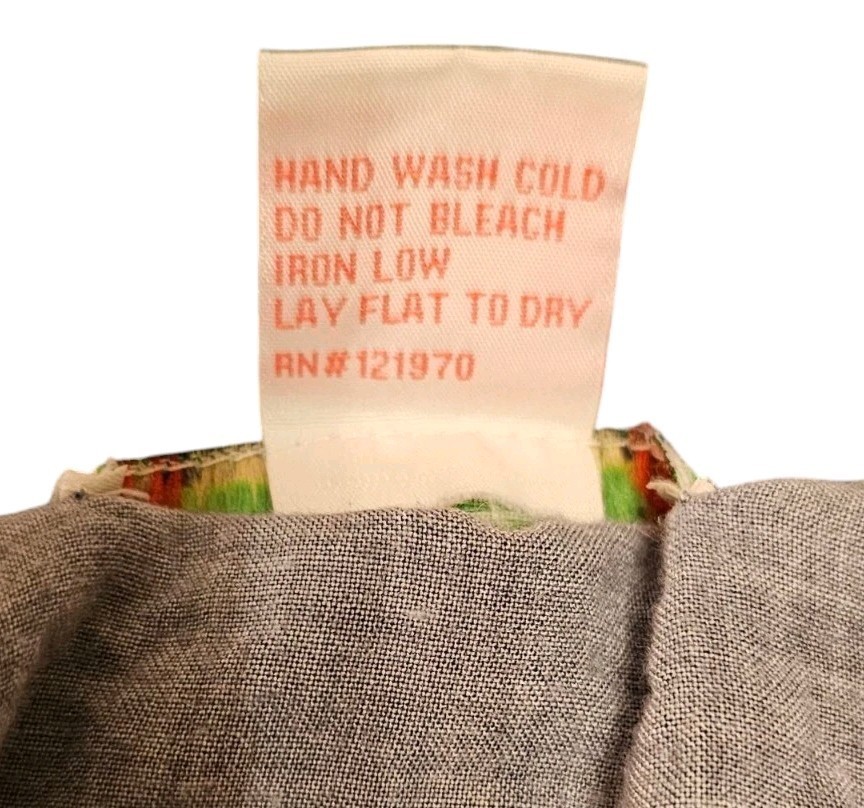 HAND WASH COLD
DO NOT BLEACH
IRON LOW
LAY FLAT TO DRY
RN#121970